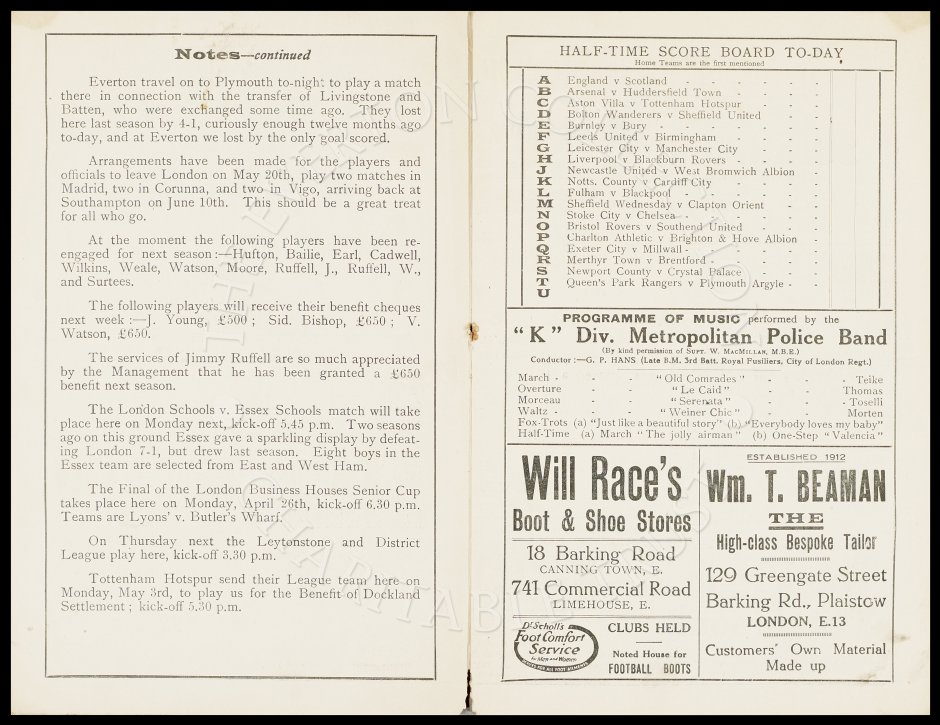 Notes—continued
Everton travel on to Plymouth to-night to play a match
there in connection with the transfer of Livingstone and
Batten, who were exchanged some time ago. They lost
here last season by 4-1, curiously enough twelve months ago
to-day, and at Everton we lost by the only goal scored.
Arrangements have been made for the players and
officials to leave London on May 20th, play two matches in
Madrid, two in Corunna, and two in Vigo, arriving back at
Southampton on June 10th. This should be a great treat
for all who go.
At the moment the following players have been re-
engaged for next season :—Hufton, Bailie, Earl, Cadwell,
Wilkins, Weale, Watson, Moore, Ruffell, J., Ruffell, W.,
and Surtees.
The following players will receive their benefit cheques
next week :—J. Young, £500 ; Sid. Bishop, £650 ; V.
Watson, £650.
The services of Jimmy Ruffell are so much appreciated
by the Management that he has been granted a £650
benefit next season.
The London Schools v. Essex Schools match will take
place here on Monday next, kick-off 5.45 p.m. Two seasons
ago on this ground Essex gave a sparkling display by defeat-
ing London 7-1, but drew last season. Eight boys in the
Essex team are selected from East and West Ham.
The Final of the London Business Houses Senior Cup
takes place here on Monday, April 26th, kick-off 6.30 p.m.
Teams are Lyons' v. Butler's Wharf.
On Thursday next the Leytonstone and District
League play here, kick-off 3.30 p.m.
Tottenham Hotspur send their League team here on
Monday, May 3rd, to play us for the Benefit of Dockland
Settlement ; kick-off 5.30 p.m.
HALF-TIME SCORE BOARD TO-DAY
Home Teams are the first mentioned
A England v Scotland - - - - -
B Arsenal v Huddersfield Town - - - -
C Aston Villa v Tottenham Hotspur - - -
D Bolton Wanderers v Sheffield United - -
E Burnley v Bury - - - - - -
F Leeds United v Birmingham - - - -
G Leicester City v Manchester City - - -
H Liverpool v Blackburn Rovers - - - -
J Newcastle United v West Bromwich Albion -
K Notts. County v Cardiff City - - - -
L Fulham v Blackpool - - - - -
M Sheffield Wednesday v Clapton Orient - -
N Stoke City v Chelsea - - - - -
O Bristol Rovers v Southend United - - -
P Charlton Athletic v Brighton & Hove Albion -
Q Exeter City v Millwall - - - - -
R Merthyr Town v Brentford - - - -
S Newport County v Crystal Palace - - -
T Queen's Park Rangers v Plymouth Argyle - -
U
PROGRAMME OF MUSIC performed by the
"K" Div. Metropolitan Police Band
(By kind permission of Supt. W. MacMillan, M.B.E.)
Conductor :—G. P. HANS (Late B.M. 3rd Batt. Royal Fusiliers, City of London Regt.)
March - - - "Old Comrades" - - - Teike
Overture - - "Le Caid" - - Thomas
Morceau - - "Serenata" - - - Toselli
Waltz - - - "Weiner Chic" - - Morten
Fox-Trots (a) "Just like a beautiful story" (b) "Everybody loves my baby"
Half-Time (a) March "The jolly airman" (b) One-Step "Valencia"
Will Race's
Boot & Shoe Stores
18 Barking Road
CANNING TOWN, E.
741 Commercial Road
LIMEHOUSE, E.
Dr Scholl's
Foot Comfort
Service
for Men and Women
CLUBS HELD
Noted House for
FOOTBALL BOOTS
ESTABLISHED 1912
Wm. T. BEAMAN
THE
High-class Bespoke Tailor
129 Greengate Street
Barking Rd., Plaistow
LONDON, E.13
Customers' Own Material
Made up